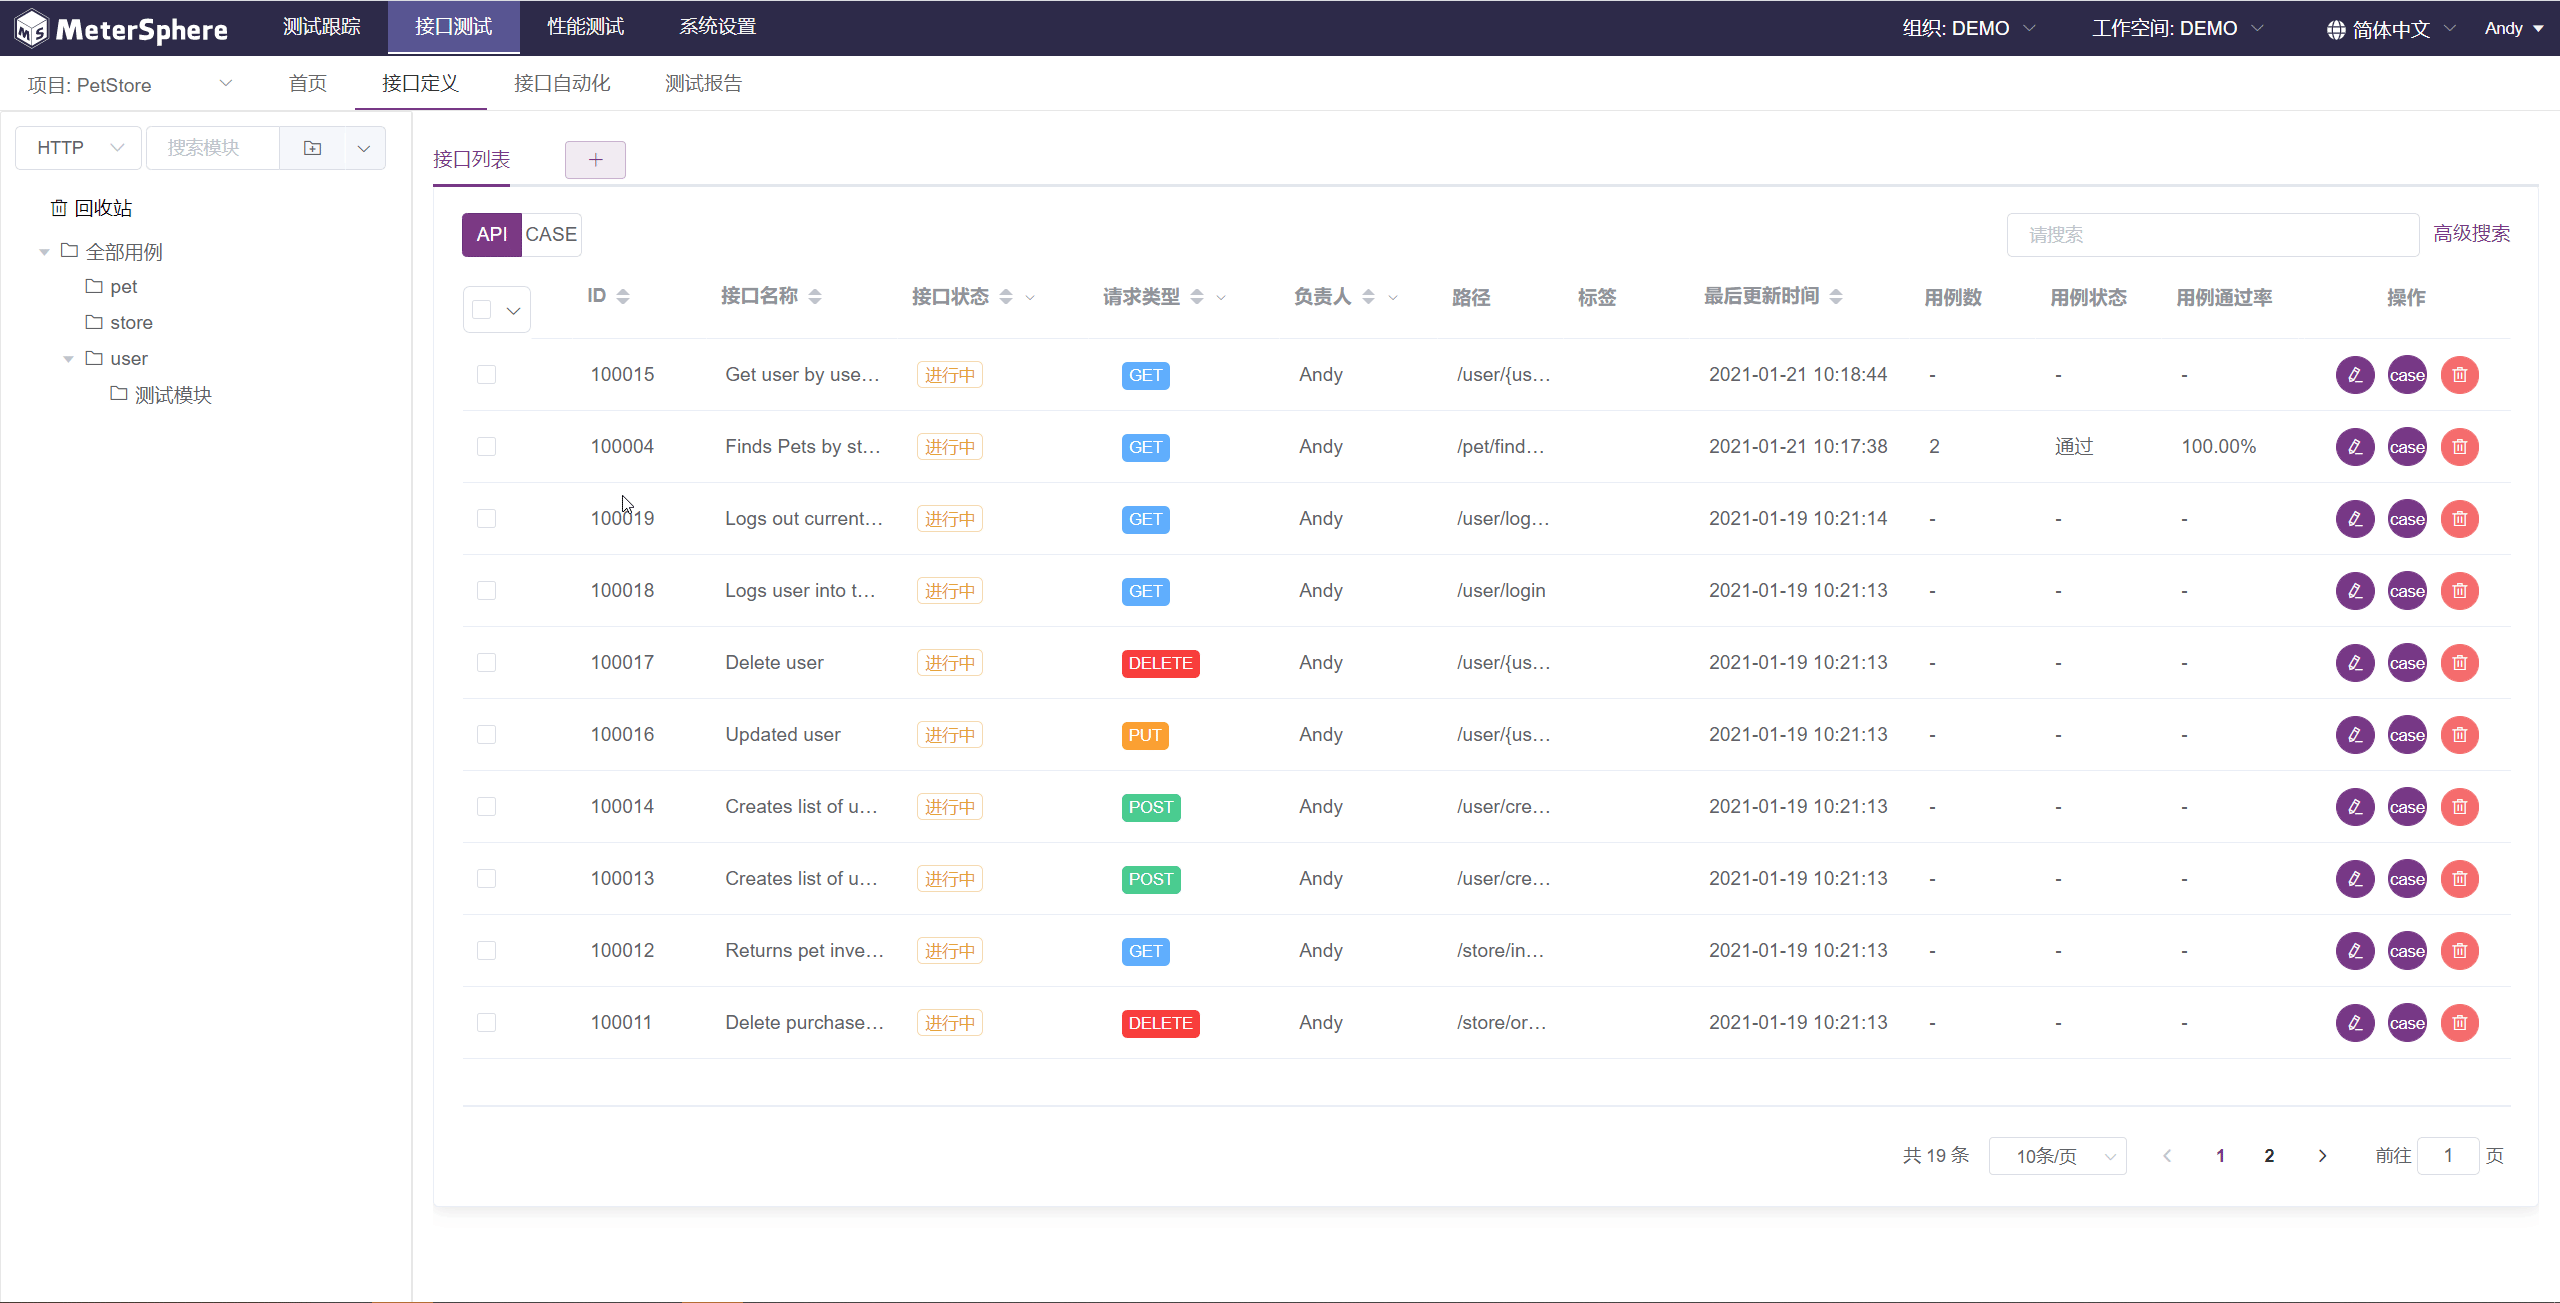 MeterSphere 测试跟踪 接口测试 性能测试 系统设置 组织: DEMO 工作空间: DEMO 简体中文 Andy
项目: PetStore 首页 接口定义 接口自动化 测试报告
HTTP 搜索模块
回收站
全部用例
pet
store
user
测试模块
接口列表 +
API CASE 请搜索 高级搜索
ID 接口名称 接口状态 请求类型 负责人 路径 标签 最后更新时间 用例数 用例状态 用例通过率 操作
100015 Get user by use... 进行中 GET Andy /user/{us... 2021-01-21 10:18:44 - - - case
100004 Finds Pets by st... 进行中 GET Andy /pet/find... 2021-01-21 10:17:38 2 通过 100.00% case
100019 Logs out current... 进行中 GET Andy /user/log... 2021-01-19 10:21:14 - - - case
100018 Logs user into t... 进行中 GET Andy /user/login 2021-01-19 10:21:13 - - - case
100017 Delete user 进行中 DELETE Andy /user/{us... 2021-01-19 10:21:13 - - - case
100016 Updated user 进行中 PUT Andy /user/{us... 2021-01-19 10:21:13 - - - case
100014 Creates list of u... 进行中 POST Andy /user/cre... 2021-01-19 10:21:13 - - - case
100013 Creates list of u... 进行中 POST Andy /user/cre... 2021-01-19 10:21:13 - - - case
100012 Returns pet inve... 进行中 GET Andy /store/in... 2021-01-19 10:21:13 - - - case
100011 Delete purchase... 进行中 DELETE Andy /store/or... 2021-01-19 10:21:13 - - - case
共 19 条 10条/页 1 2 前往 1 页